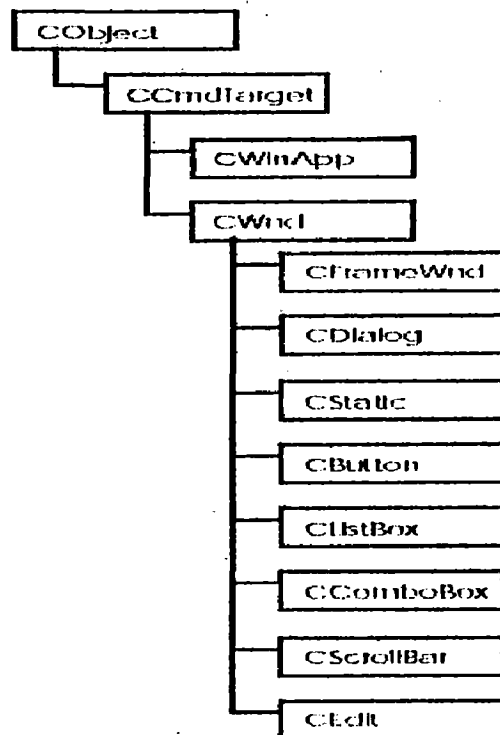 CObject
CCmdTarget
CWinApp
CWnd
CFrameWnd
CDialog
CStatic
CButton
CListBox
CComboBox
CScrollBar
CEdit